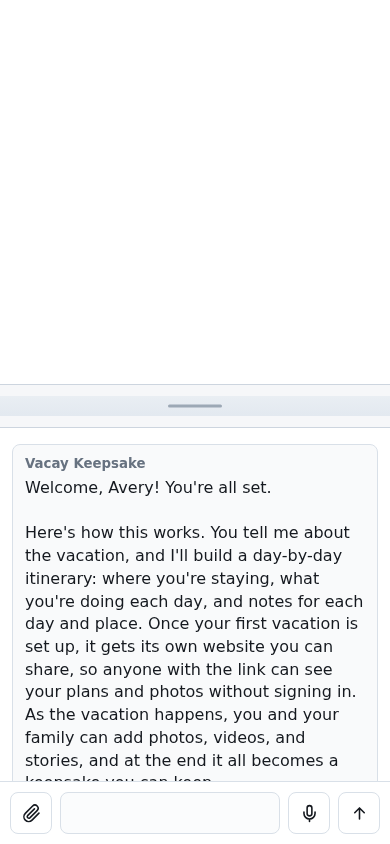 Vacay Keepsake
Welcome, Avery! You're all set.
Here's how this works. You tell me about
the vacation, and I'll build a day-by-day
itinerary: where you're staying, what
you're doing each day, and notes for each
day and place. Once your first vacation is
set up, it gets its own website you can
share, so anyone with the link can see
your plans and photos without signing in.
As the vacation happens, you and your
family can add photos, videos, and
stories, and at the end it all becomes a
keepsake you can keep.